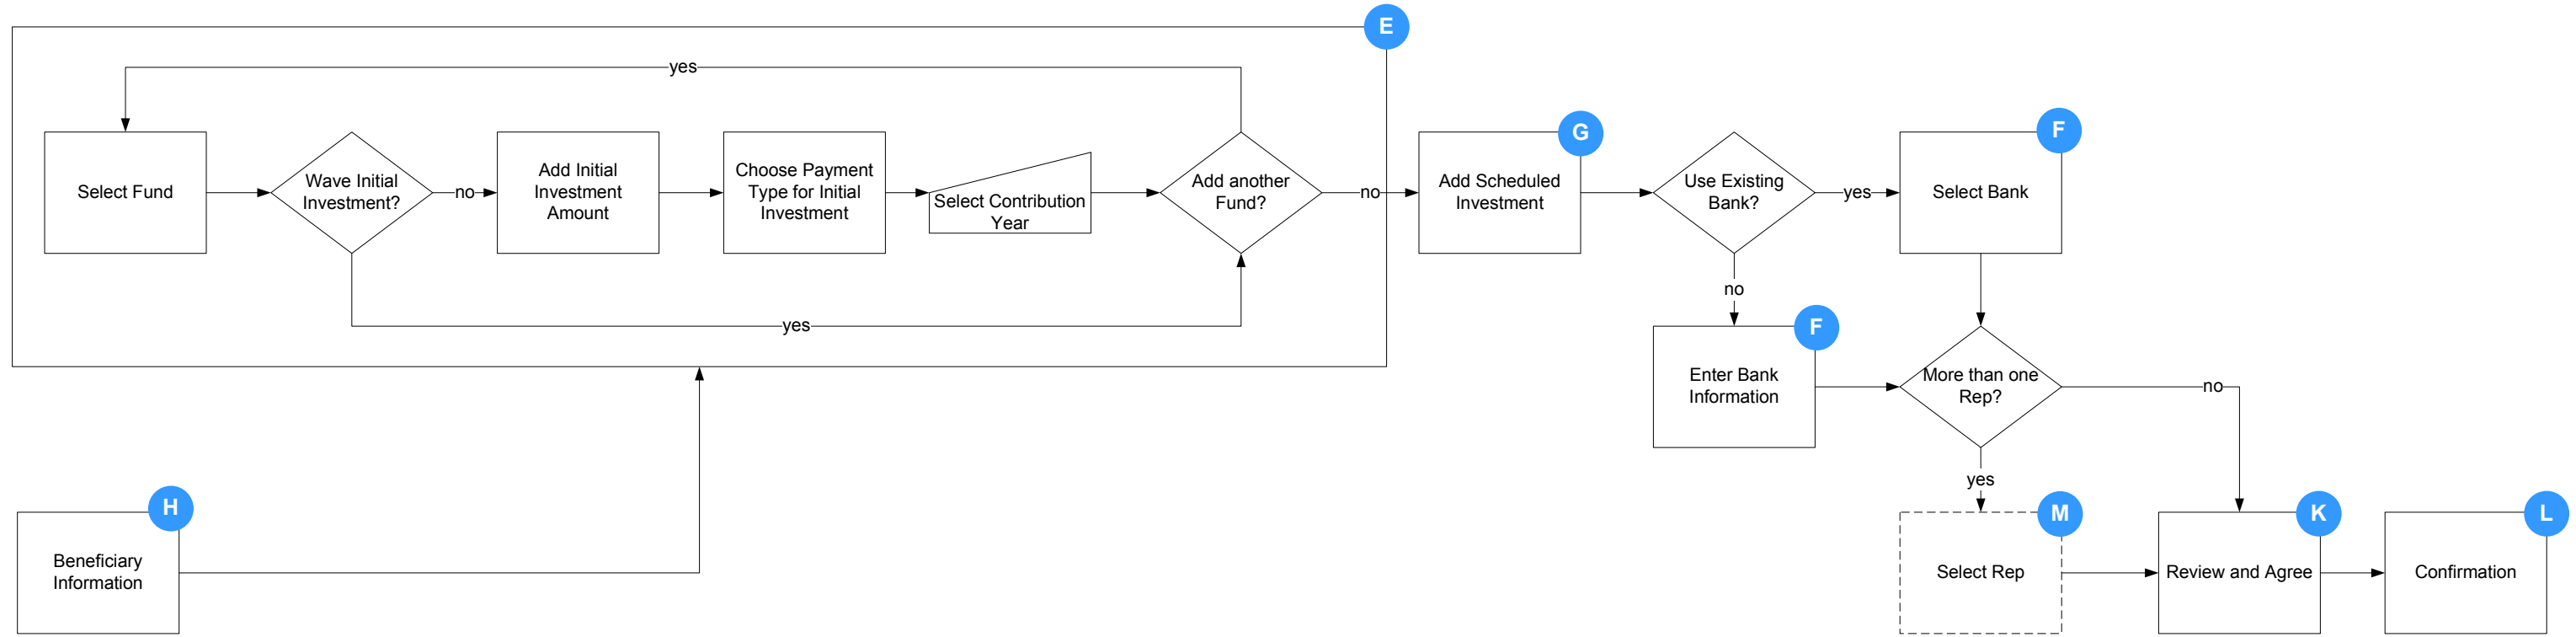 E
yes
Select Fund
Wave Initial
Investment?
no
Add Initial
Investment
Amount
Choose Payment
Type for Initial
Investment
Select Contribution
Year
Add another
Fund?
no
yes
G
Add Scheduled
Investment
Use Existing
Bank?
yes
F
Select Bank
no
F
Enter Bank
Information
More than one
Rep?
no
yes
H
Beneficiary
Information
M
Select Rep
K
Review and Agree
L
Confirmation